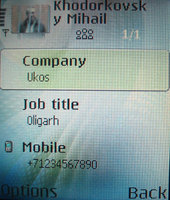 Khodorkovsk
y Mihail
1/1
Company
Ukos
Job title
Oligarh
Mobile
+71234567890
Options Back